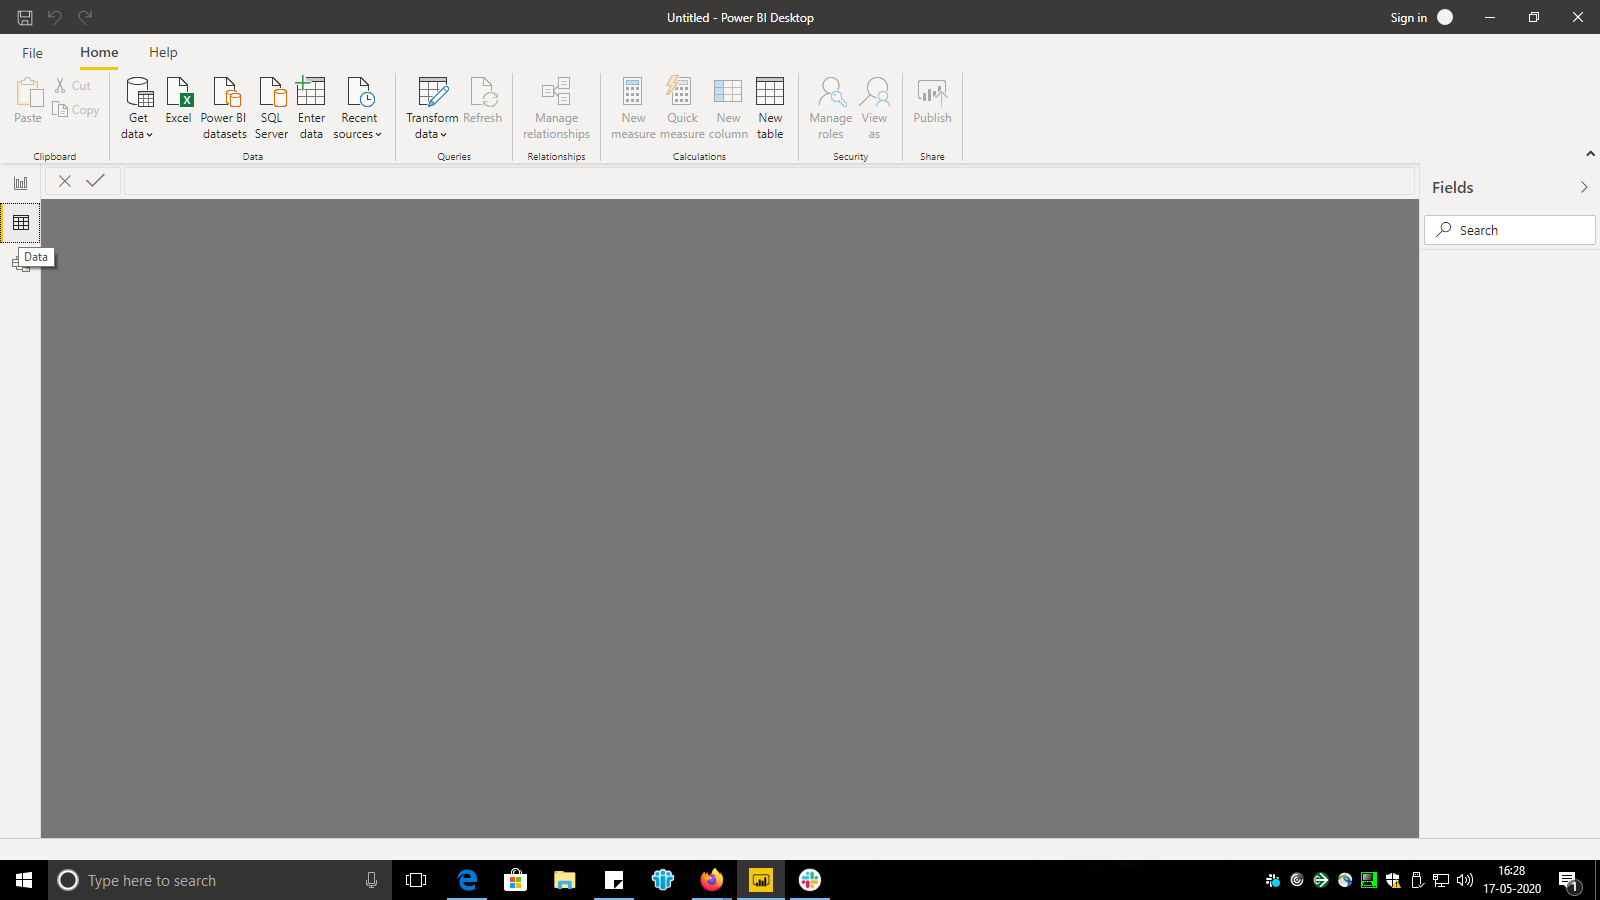 Untitled - Power BI Desktop
Sign in
File
Home
Help
Paste
Cut
Copy
Clipboard
Get data
Excel
Power BI datasets
SQL Server
Enter data
Recent sources
Data
Transform data
Refresh
Queries
Manage relationships
Relationships
New measure
Quick measure
New column
New table
Calculations
Manage roles
View as
Security
Publish
Share
Fields
Search
Data
Type here to search
16:28
17-05-2020
1